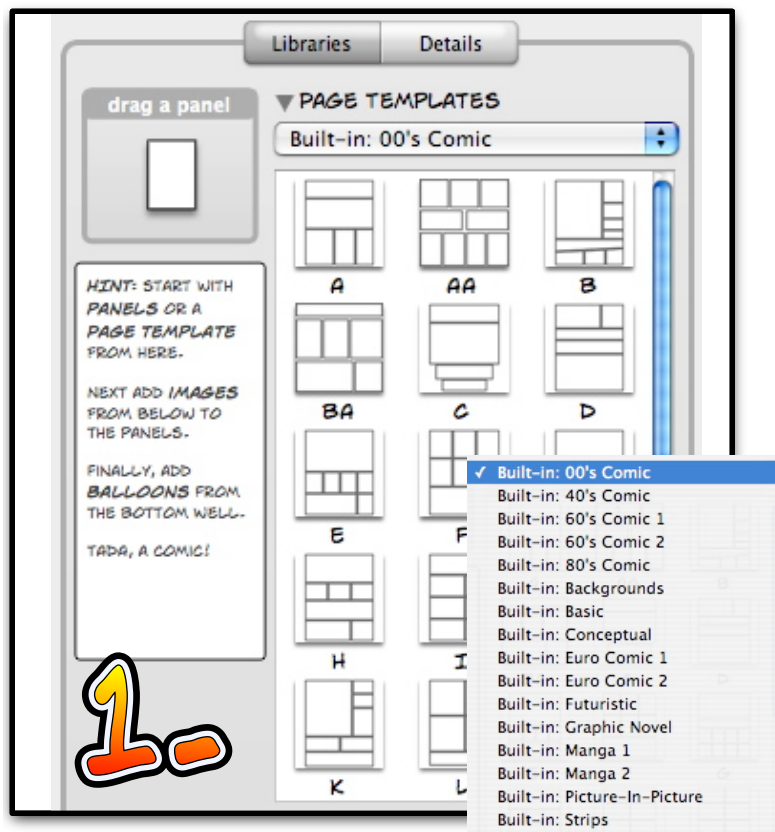 Libraries
Details
drag a panel
PAGE TEMPLATES
Built-in: 00's Comic
HINT: START WITH
PANELS OR A
PAGE TEMPLATE
FROM HERE.
NEXT ADD IMAGES
FROM BELOW TO
THE PANELS.
FINALLY, ADD
BALLOONS FROM
THE BOTTOM WELL.
TADA, A COMIC!
A
AA
B
BA
C
D
E
F
H
I
K
L
✓ Built-in: 00's Comic
Built-in: 40's Comic
Built-in: 60's Comic 1
Built-in: 60's Comic 2
Built-in: 80's Comic
Built-in: Backgrounds
Built-in: Basic
Built-in: Conceptual
Built-in: Euro Comic 1
Built-in: Euro Comic 2
Built-in: Futuristic
Built-in: Graphic Novel
Built-in: Manga 1
Built-in: Manga 2
Built-in: Picture-In-Picture
Built-in: Strips
1.-